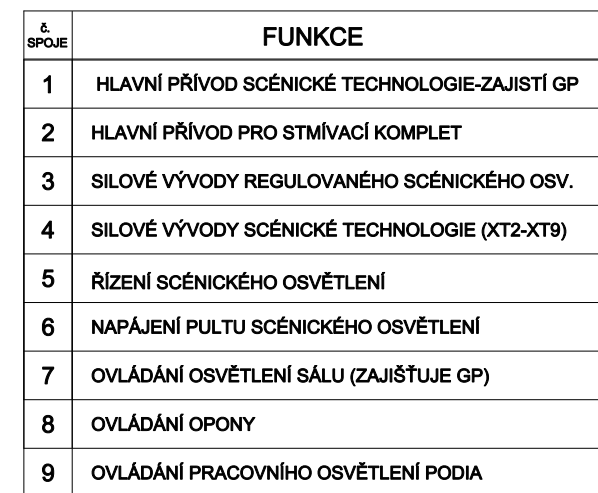 č. SPOJE FUNKCE
1 HLAVNÍ PŘÍVOD SCÉNICKÉ TECHNOLOGIE-ZAJISTÍ GP
2 HLAVNÍ PŘÍVOD PRO STMÍVACÍ KOMPLET
3 SILOVÉ VÝVODY REGULOVANÉHO SCÉNICKÉHO OSV.
4 SILOVÉ VÝVODY SCÉNICKÉ TECHNOLOGIE (XT2-XT9)
5 ŘÍZENÍ SCÉNICKÉHO OSVĚTLENÍ
6 NAPÁJENÍ PULTU SCÉNICKÉHO OSVĚTLENÍ
7 OVLÁDÁNÍ OSVĚTLENÍ SÁLU (ZAJIŠŤUJE GP)
8 OVLÁDÁNÍ OPONY
9 OVLÁDÁNÍ PRACOVNÍHO OSVĚTLENÍ PODIA